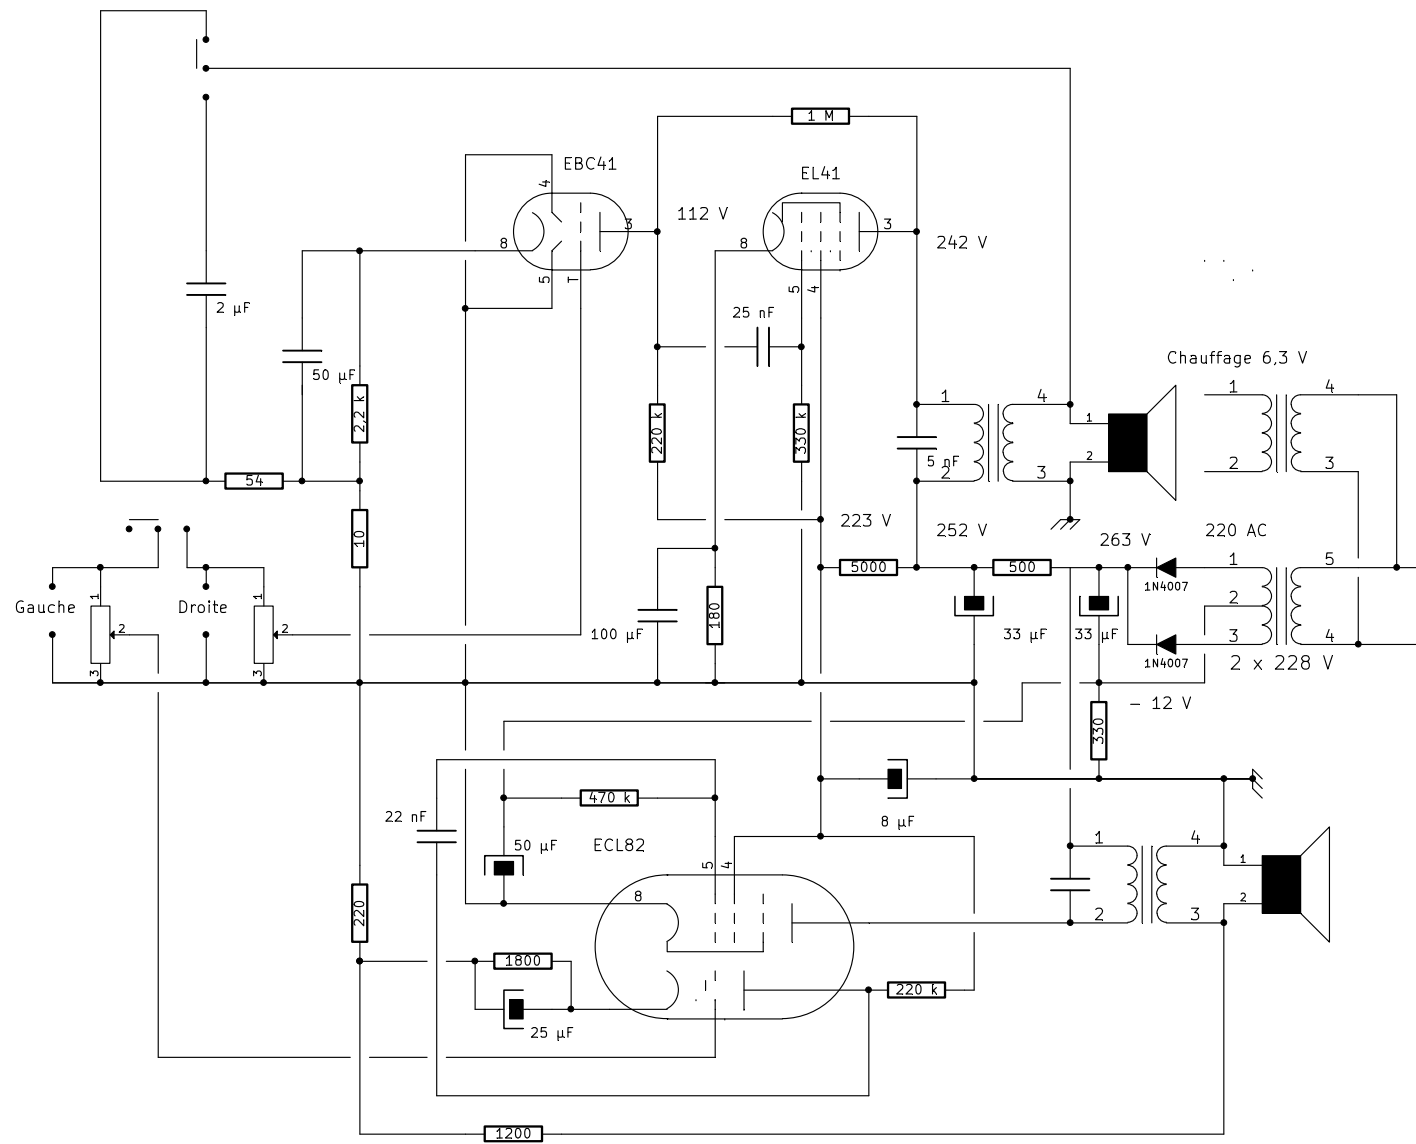 1 M
EBC41
EL41
4
3
112 V
3
242 V
8
8
5
T
5
4
2 µF
25 nF
50 µF
Chauffage 6,3 V
2,2 k
220 k
330 k
1
4
1
4
1
5 nF
2
3
2
2
3
54
10
223 V
252 V
263 V
220 AC
5000
500
1
5
1N4007
Gauche
1
2
Droite
1
2
2
180
100 µF
33 µF
33 µF
3
4
1N4007
2 x 228 V
3
3
- 12 V
330
470 k
22 nF
50 µF
ECL82
5
4
8 µF
1
4
1
8
2
220
2
3
1800
220 k
25 µF
1200